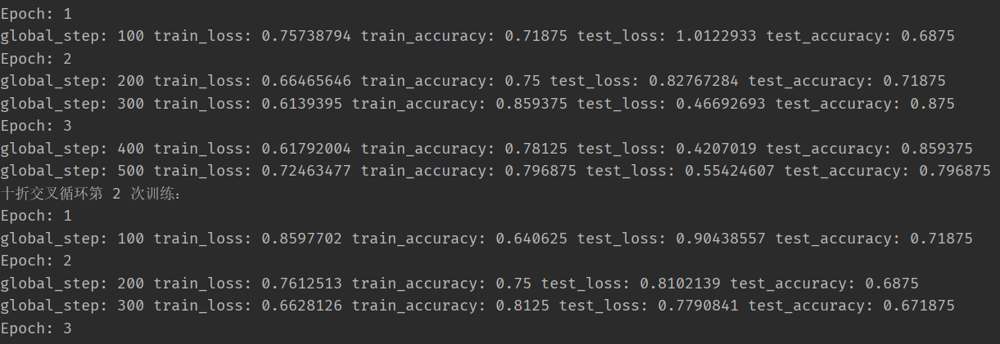 Epoch: 1
global_step: 100 train_loss: 0.75738794 train_accuracy: 0.71875 test_loss: 1.0122933 test_accuracy: 0.6875
Epoch: 2
global_step: 200 train_loss: 0.66465646 train_accuracy: 0.75 test_loss: 0.82767284 test_accuracy: 0.71875
global_step: 300 train_loss: 0.6139395 train_accuracy: 0.859375 test_loss: 0.46692693 test_accuracy: 0.875
Epoch: 3
global_step: 400 train_loss: 0.61792004 train_accuracy: 0.78125 test_loss: 0.4207019 test_accuracy: 0.859375
global_step: 500 train_loss: 0.72463477 train_accuracy: 0.796875 test_loss: 0.55424607 test_accuracy: 0.796875
十折交叉循环第 2 次训练：
Epoch: 1
global_step: 100 train_loss: 0.8597702 train_accuracy: 0.640625 test_loss: 0.90438557 test_accuracy: 0.71875
Epoch: 2
global_step: 200 train_loss: 0.7612513 train_accuracy: 0.75 test_loss: 0.8102139 test_accuracy: 0.6875
global_step: 300 train_loss: 0.6628126 train_accuracy: 0.8125 test_loss: 0.7790841 test_accuracy: 0.671875
Epoch: 3